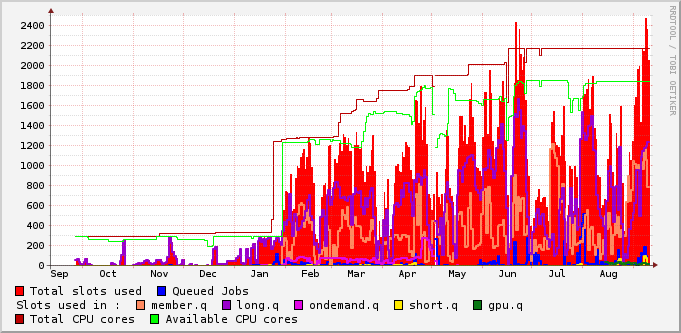 2400
2200
2000
1800
1600
1400
1200
1000
800
600
400
200
0
Sep Oct Nov Dec Jan Feb Mar Apr May Jun Jul Aug
RRDTOOL / TOBI OETIKER
Total slots used Queued Jobs
Slots used in : member.q long.q ondemand.q short.q gpu.q
Total CPU cores Available CPU cores